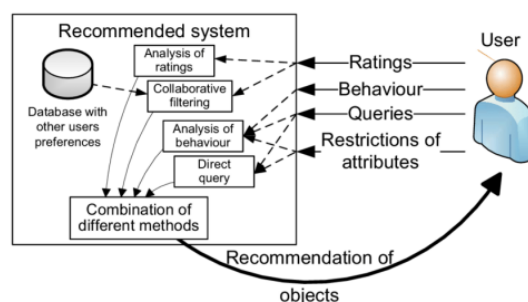 Recommended system
User
Analysis of
ratings
Collaborative
filtering
Database with
other users
preferences
Analysis of
behaviour
Direct
query
Combination of
different methods
Ratings
Behaviour
Queries
Restrictions of
attributes
Recommendation of
objects